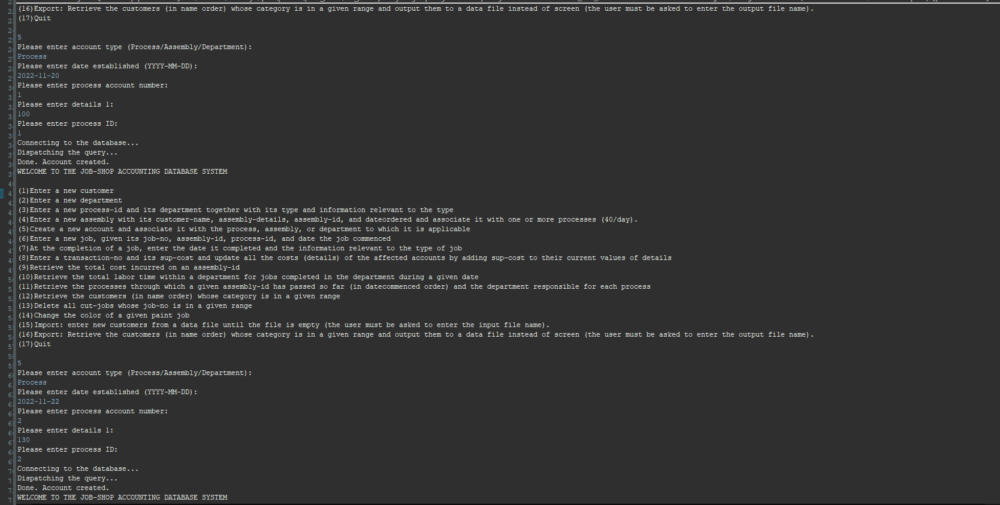 (16)Export: Retrieve the customers (in name order) whose category is in a given range and output them to a data file instead of screen (the user must be asked to enter the output file name).
(17)Quit
5
Please enter account type (Process/Assembly/Department):
Process
Please enter date established (YYYY-MM-DD):
2022-11-20
Please enter process account number:
1
Please enter details 1:
100
Please enter process ID:
1
Connecting to the database...
Dispatching the query...
Done. Account created.
WELCOME TO THE JOB-SHOP ACCOUNTING DATABASE SYSTEM
(1)Enter a new customer
(2)Enter a new department
(3)Enter a new process-id and its department together with its type and information relevant to the type
(4)Enter a new assembly with its customer-name, assembly-details, assembly-id, and dateordered and associate it with one or more processes (40/day).
(5)Create a new account and associate it with the process, assembly, or department to which it is applicable
(6)Enter a new job, given its job-no, assembly-id, process-id, and date the job commenced
(7)At the completion of a job, enter the date it completed and the information relevant to the type of job
(8)Enter a transaction-no and its sup-cost and update all the costs (details) of the affected accounts by adding sup-cost to their current values of details
(9)Retrieve the total cost incurred on an assembly-id
(10)Retrieve the total labor time within a department for jobs completed in the department during a given date
(11)Retrieve the processes through which a given assembly-id has passed so far (in datecommenced order) and the department responsible for each process
(12)Retrieve the customers (in name order) whose category is in a given range
(13)Delete all cut-jobs whose job-no is in a given range
(14)Change the color of a given paint job
(15)Import: enter new customers from a data file until the file is empty (the user must be asked to enter the input file name).
(16)Export: Retrieve the customers (in name order) whose category is in a given range and output them to a data file instead of screen (the user must be asked to enter the output file name).
(17)Quit
5
Please enter account type (Process/Assembly/Department):
Process
Please enter date established (YYYY-MM-DD):
2022-11-22
Please enter process account number:
2
Please enter details 1:
130
Please enter process ID:
2
Connecting to the database...
Dispatching the query...
Done. Account created.
WELCOME TO THE JOB-SHOP ACCOUNTING DATABASE SYSTEM